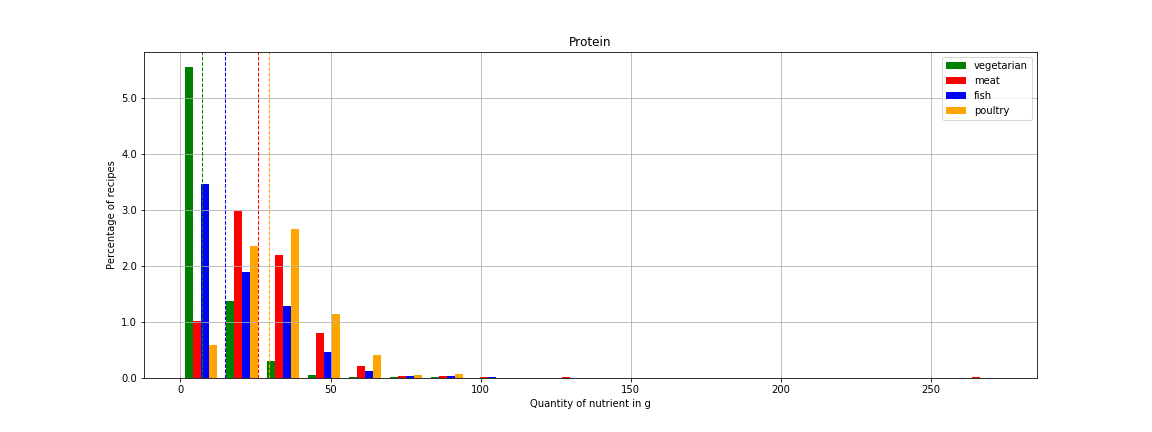 Protein
vegetarian
meat
fish
poultry
5.0
4.0
3.0
2.0
1.0
0.0
Percentage of recipes
0
50
100
150
200
250
Quantity of nutrient in g